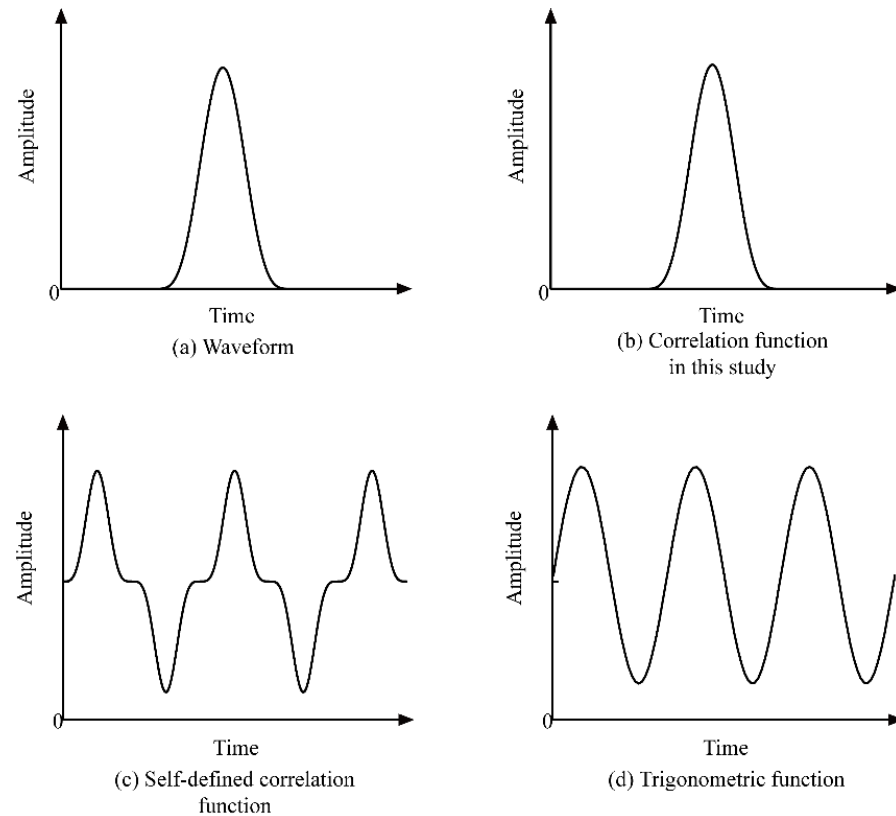 Amplitude
0
Time
(a) Waveform
Amplitude
0
Time
(b) Correlation function
in this study
Amplitude
0
Time
(c) Self-defined correlation
function
Amplitude
0
Time
(d) Trigonometric function